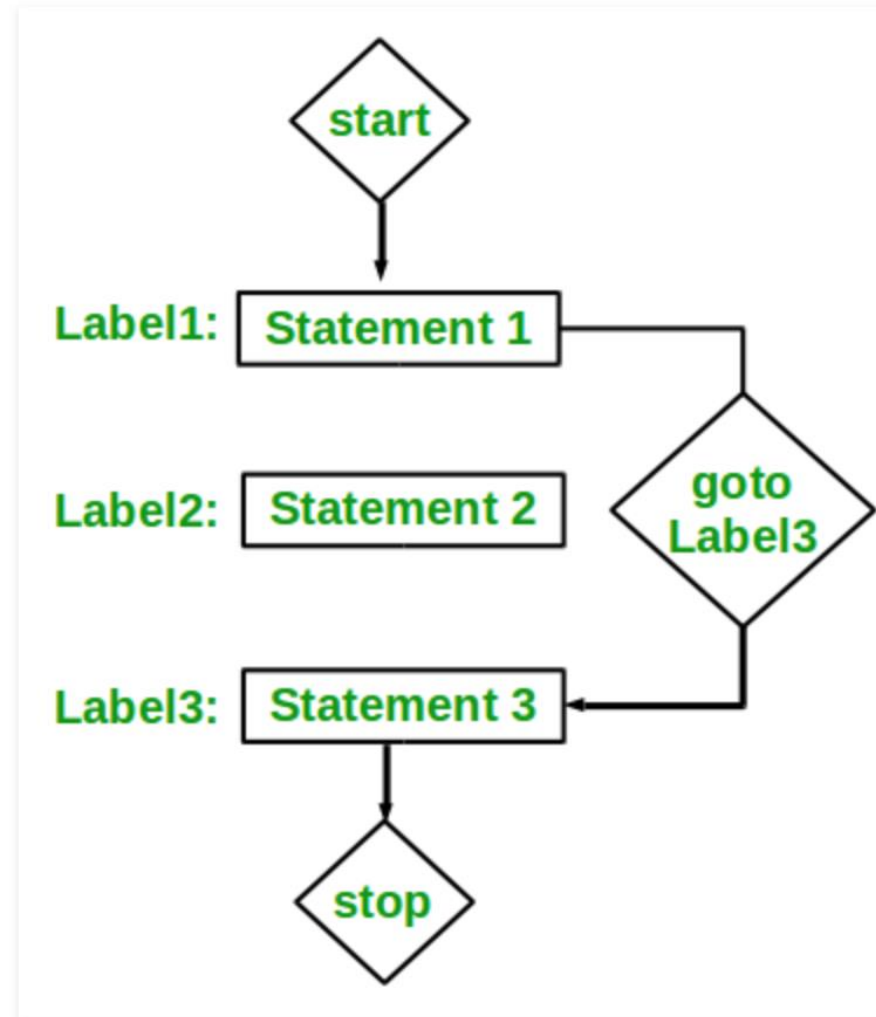 start
Label1: Statement 1
goto
Label2: Statement 2
Label3
Label3: Statement 3
stop